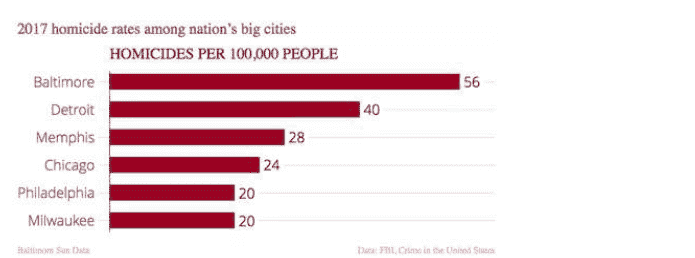 2017 homicide rates among nation's big cities
HOMICIDES PER 100,000 PEOPLE
Baltimore 56
Detroit 40
Memphis 28
Chicago 24
Philadelphia 20
Milwaukee 20
Baltimore Sun Data Data: FBI, Crime in the United States